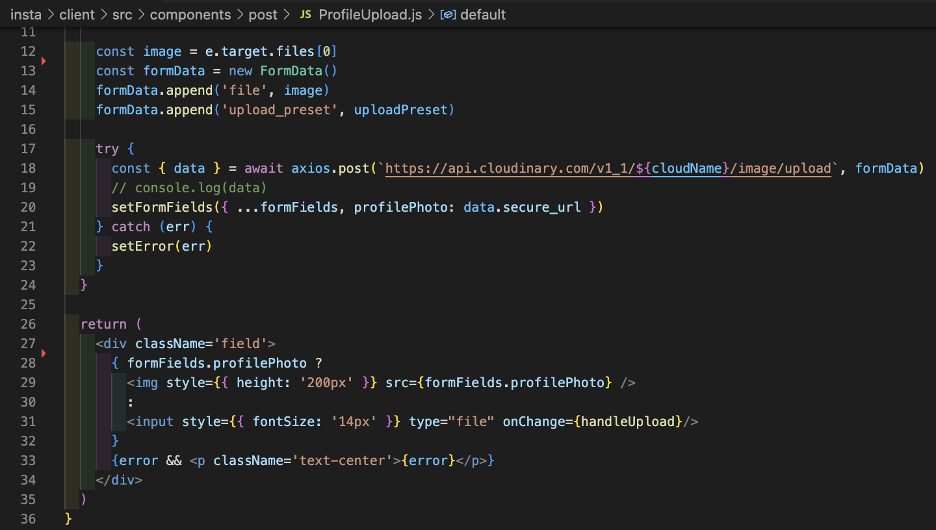 insta > client > src > components > post > JS ProfileUpload.js > default
11
12 const image = e.target.files[0]
13 const formData = new FormData()
14 formData.append('file', image)
15 formData.append('upload_preset', uploadPreset)
16
17 try {
18 const { data } = await axios.post(`https://api.cloudinary.com/v1_1/${cloudName}/image/upload`, formData)
19 // console.log(data)
20 setFormFields({ ...formFields, profilePhoto: data.secure_url })
21 } catch (err) {
22 setError(err)
23 }
24 }
25
26 return (
27 <div className='field'>
28 { formFields.profilePhoto ?
29 <img style={{ height: '200px' }} src={formFields.profilePhoto} />
30 :
31 <input style={{ fontSize: '14px' }} type="file" onChange={handleUpload}/>
32 }
33 {error && <p className='text-center'>{error}</p>}
34 </div>
35 )
36 }